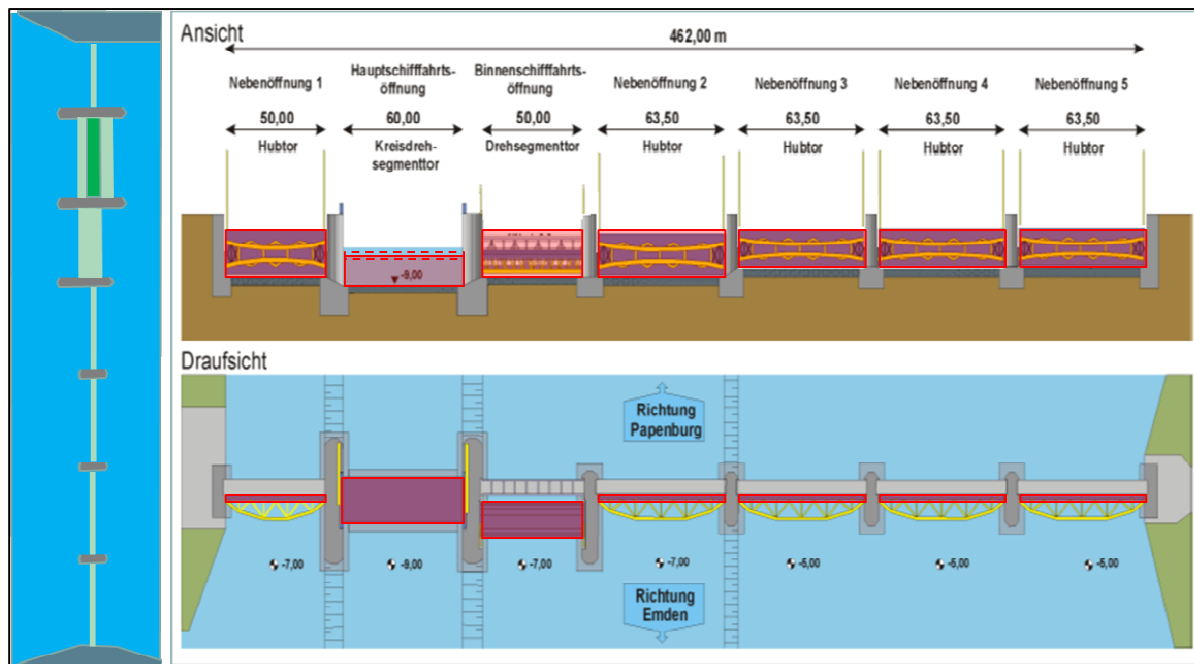 Ansicht
462,00 m
Nebenöffnung 1
Hauptschifffahrts-
öffnung
Binnenschifffahrts-
öffnung
Nebenöffnung 2
Nebenöffnung 3
Nebenöffnung 4
Nebenöffnung 5
50,00
60,00
50,00
63,50
63,50
63,50
63,50
Hubtor
Kreisdreh-
segmenttor
Drehsegmenttor
Hubtor
Hubtor
Hubtor
Hubtor
-9,00
Draufsicht
Richtung
Papenburg
-7,00
-9,00
-7,00
-7,00
-5,00
-5,00
-5,00
Richtung
Emden